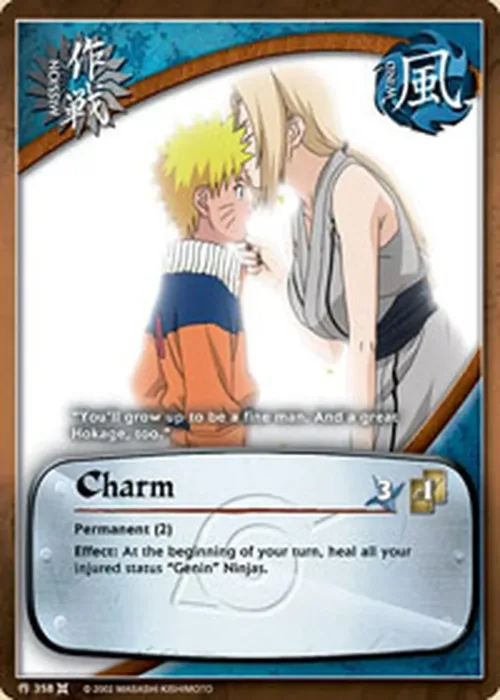 MISSION
作戦
WIND
風
"You'll grow up to be a fine man. And a great
Hokage, too."
Charm
3
1
Permanent (2)
Effect: At the beginning of your turn, heal all your
injured status "Genin" Ninjas.
358
© 2002 MASASHI KISHIMOTO